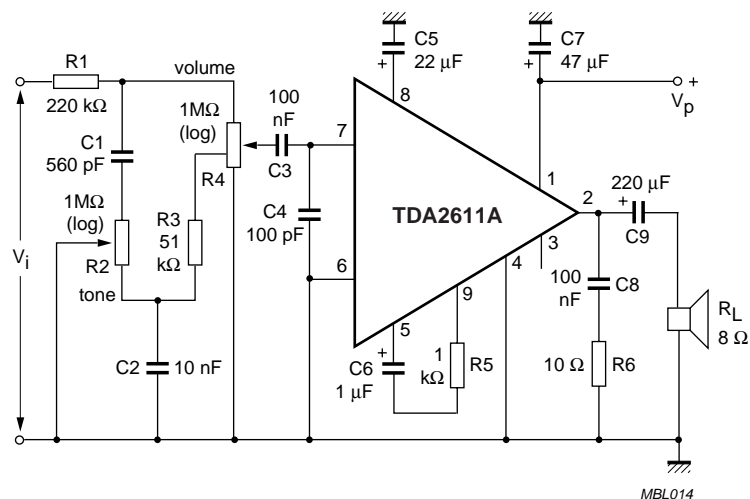 R1
220 kΩ
volume
C1
560 pF
1MΩ
(log)
R2
tone
Vi
R3
51
kΩ
C2
10 nF
1MΩ
(log)
R4
100
nF
C3
C4
100 pF
C5
+
22 µF
C7
+
47 µF
+
Vp
8
7
6
1
2
3
4
5
9
TDA2611A
C6
+
1 µF
1
kΩ
R5
220 µF
+
C9
100
nF
C8
10 Ω
R6
RL
8 Ω
MBL014